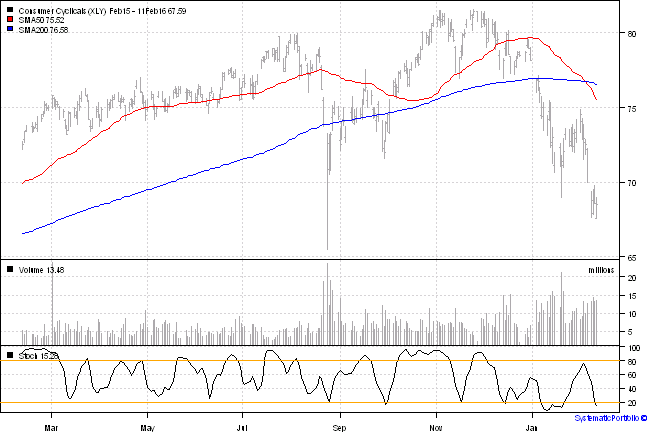 Consumer Cyclicals (XLY) Feb15 - 11Feb16 67.59
SMA50 75.52
SMA200 76.58
80
75
70
65
Volume 13.48
millions
20
15
10
5
Stoch 15.28
100
80
60
40
20
Mar May Jul Sep Nov Jan
SystematicPortfolio ©